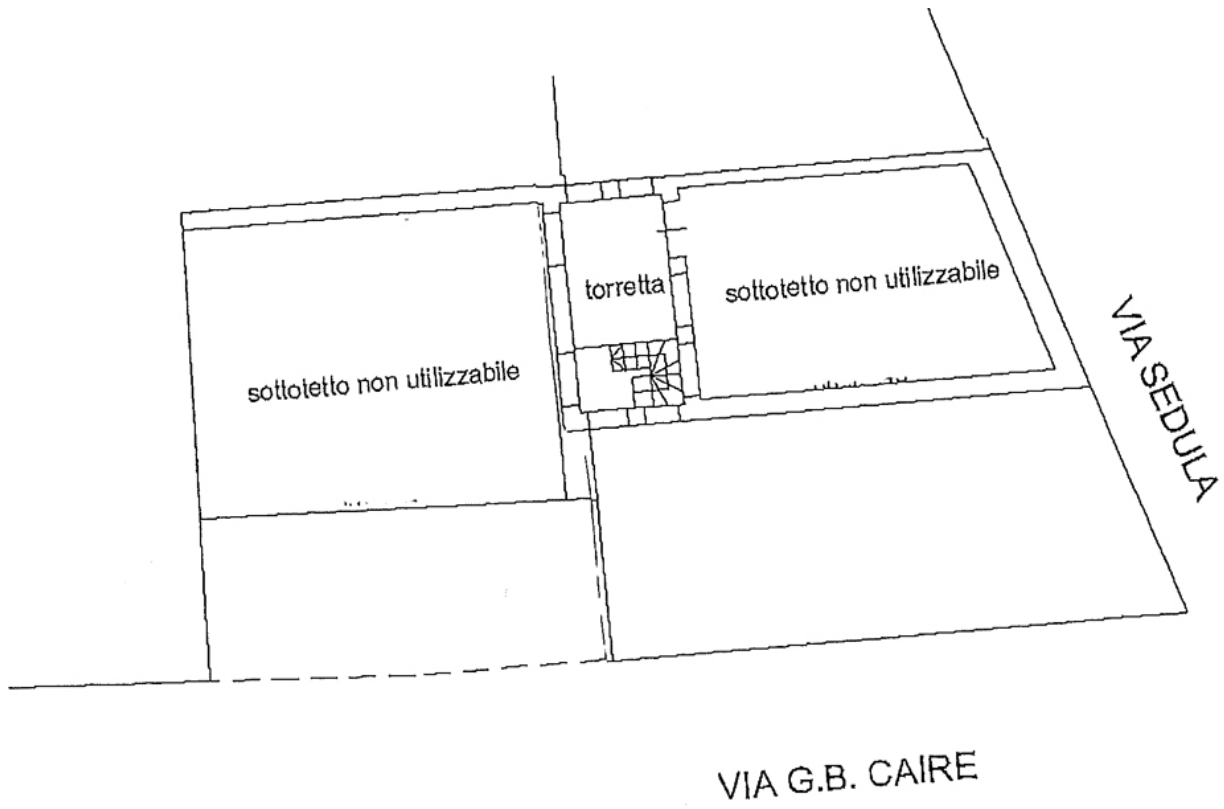 torretta
sottotetto non utilizzabile
sottotetto non utilizzabile
VIA SEDULA
VIA G.B. CAIRE